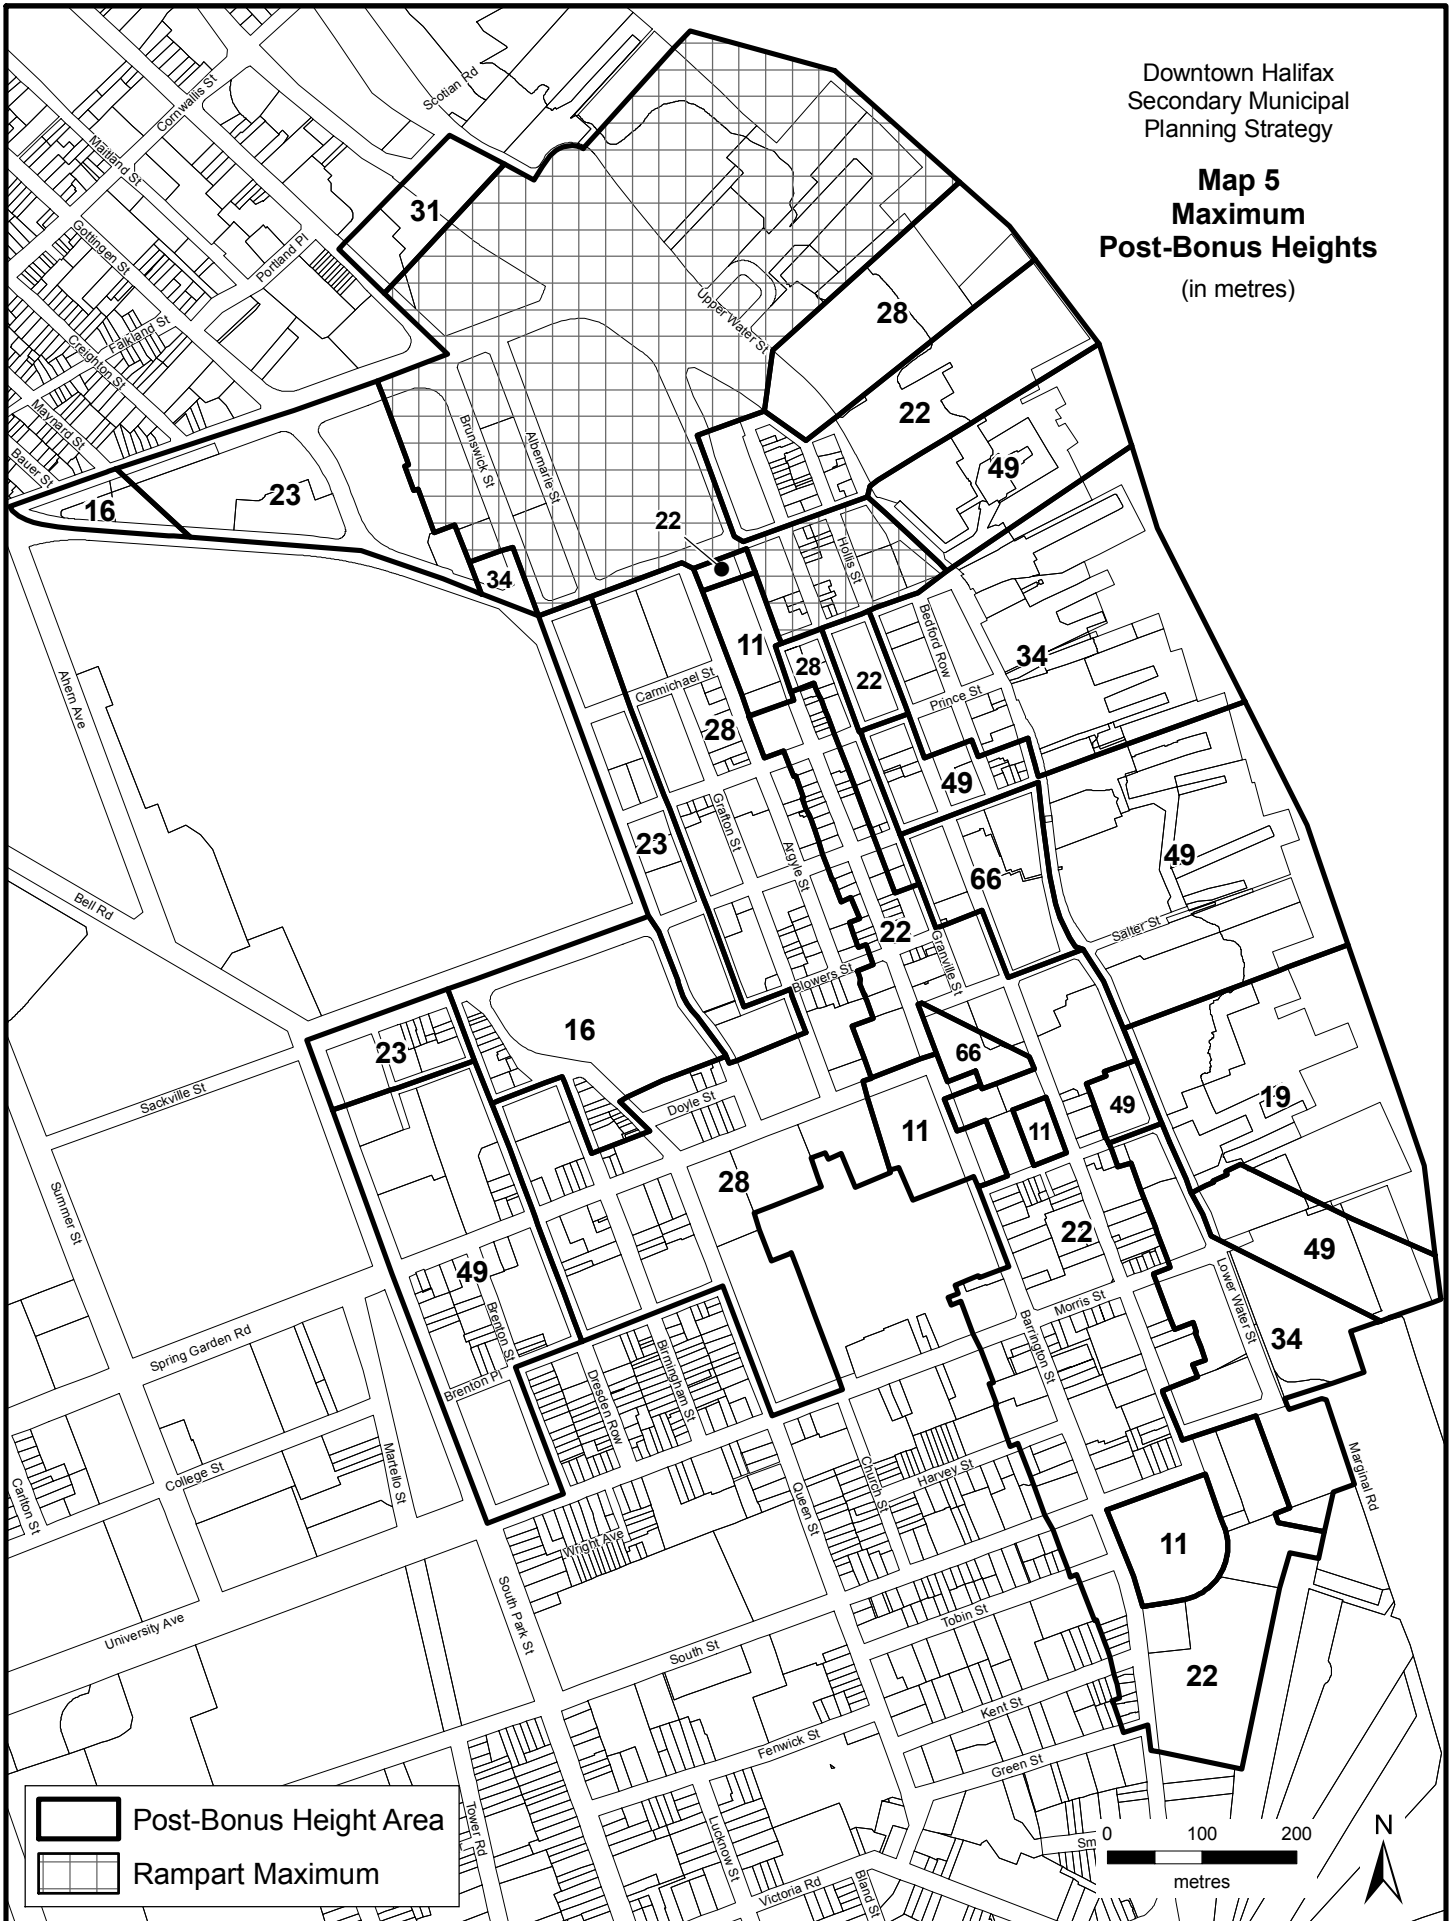 Downtown Halifax
Secondary Municipal
Planning Strategy
Map 5
Maximum
Post-Bonus Heights
(in metres)
Scotian Rd
Cornwallis St
Maitland St
Gottingen St
Portland Pl
Falkland St
Creighton St
Maynard St
Bauer St
31
Upper Water St
28
22
49
Brunswick St
Albemarle St
16
23
34
22
Hollis St
Bedford Row
34
11
28
22
Prince St
Carmichael St
28
Ahern Ave
49
Grafton St
23
Argyle St
66
49
Bell Rd
22
Granville St
Salter St
Blowers St
16
23
66
Sackville St
Doyle St
49
19
11
11
28
Summer St
22
49
49
Brenton St
Lower Water St
Morris St
Barrington St
34
Spring Garden Rd
Brenton Pl
Birmingham St
Dresden Row
College St
Martello St
Carlton St
Church St
Harvey St
Queen St
Marginal Rd
Wright Ave
11
South Park St
University Ave
Tobin St
South St
22
Kent St
Fenwick St
Green St
Tower Rd
Lucknow St
Victoria Rd
Bland St
Sm
Post-Bonus Height Area
Rampart Maximum
0 100 200
metres
N